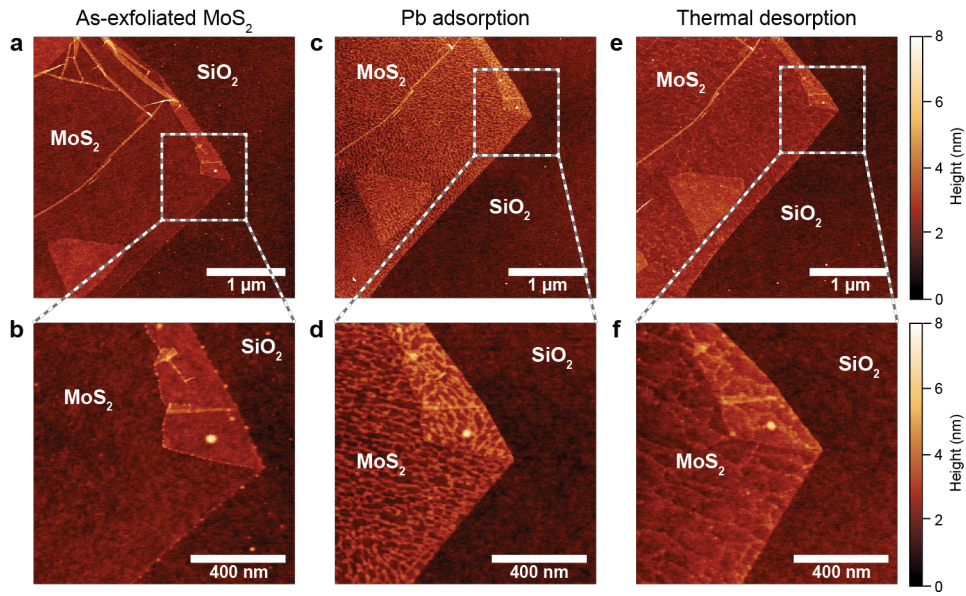 As-exfoliated MoS₂
Pb adsorption
Thermal desorption
a
SiO₂
MoS₂
1 µm
c
MoS₂
SiO₂
1 µm
e
MoS₂
SiO₂
1 µm
8
6
4
2
0
Height (nm)
b
SiO₂
MoS₂
400 nm
d
SiO₂
MoS₂
400 nm
f
SiO₂
MoS₂
400 nm
8
6
4
2
0
Height (nm)